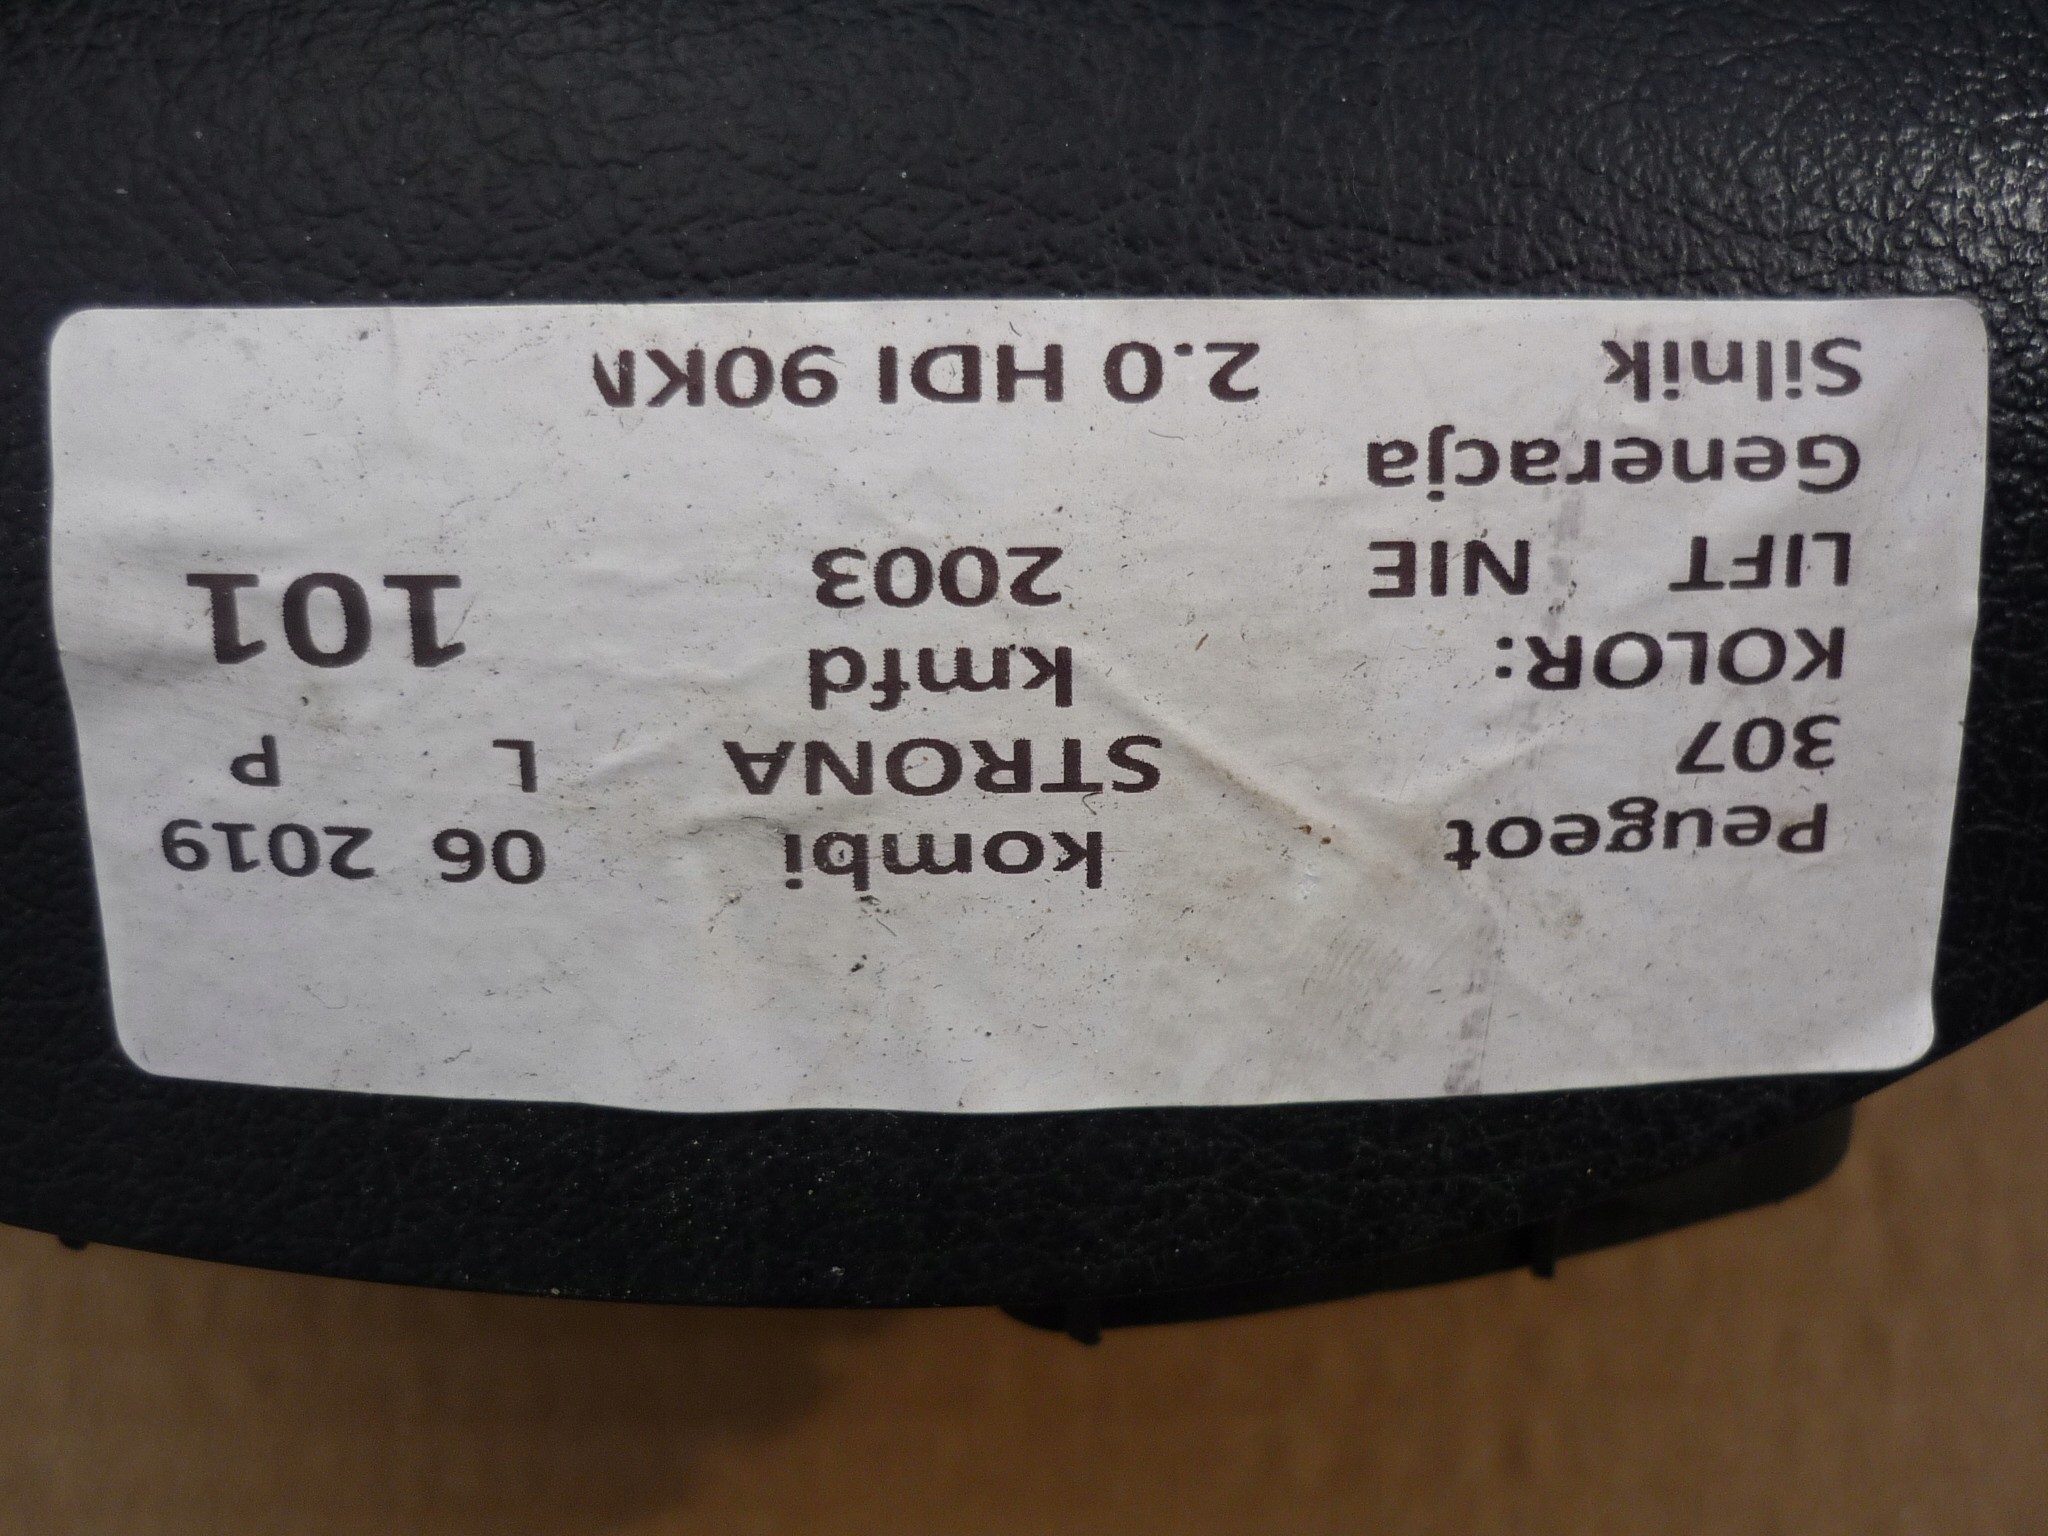 Peugeot kombi 06 2019
307 STRONA L P
KOLOR: kmfd
101
LIFT NIE 2003
Generacja
Silnik 2.0 HDI 90KM